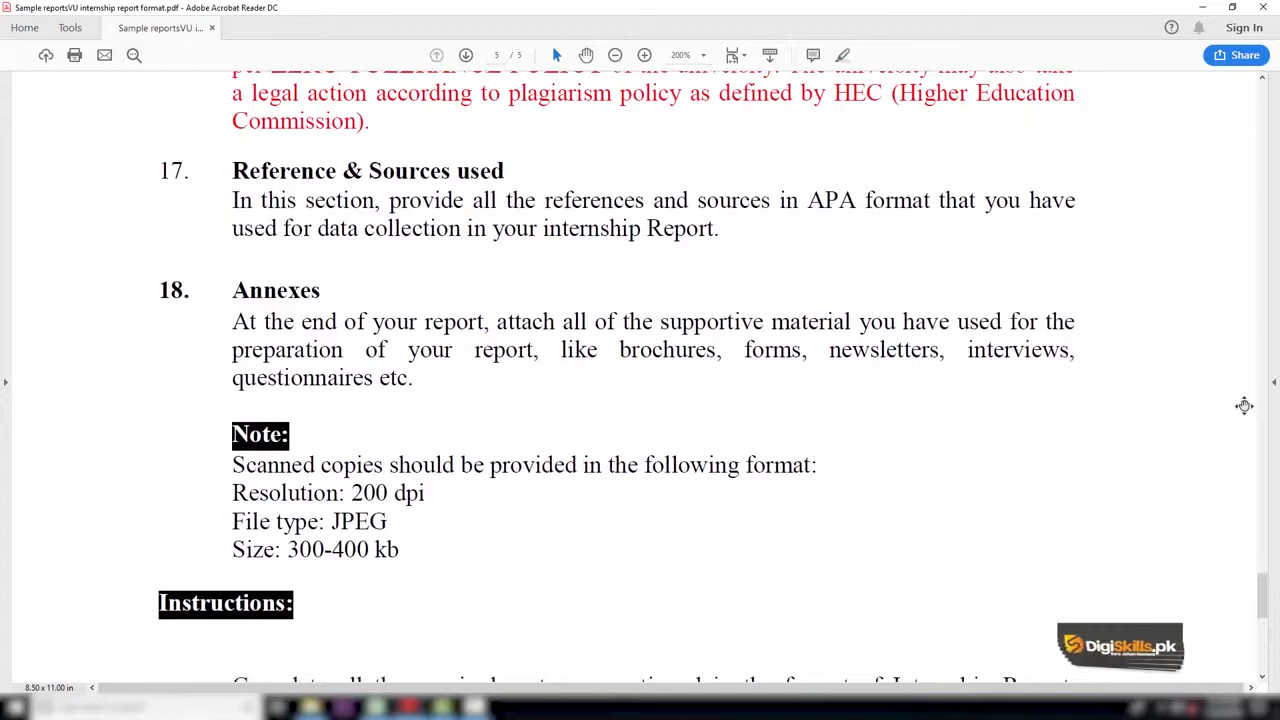 Sample reportsVU internship report format.pdf - Adobe Acrobat Reader DC
Home Tools Sample reportsVU i... × Sign In
5 / 5 200% Share
a legal action according to plagiarism policy as defined by HEC (Higher Education
Commission).
17. Reference & Sources used
In this section, provide all the references and sources in APA format that you have
used for data collection in your internship Report.
18. Annexes
At the end of your report, attach all of the supportive material you have used for the
preparation of your report, like brochures, forms, newsletters, interviews,
questionnaires etc.
Note:
Scanned copies should be provided in the following format:
Resolution: 200 dpi
File type: JPEG
Size: 300-400 kb
Instructions:
DigiSkills.pk
8.50 x 11.00 in